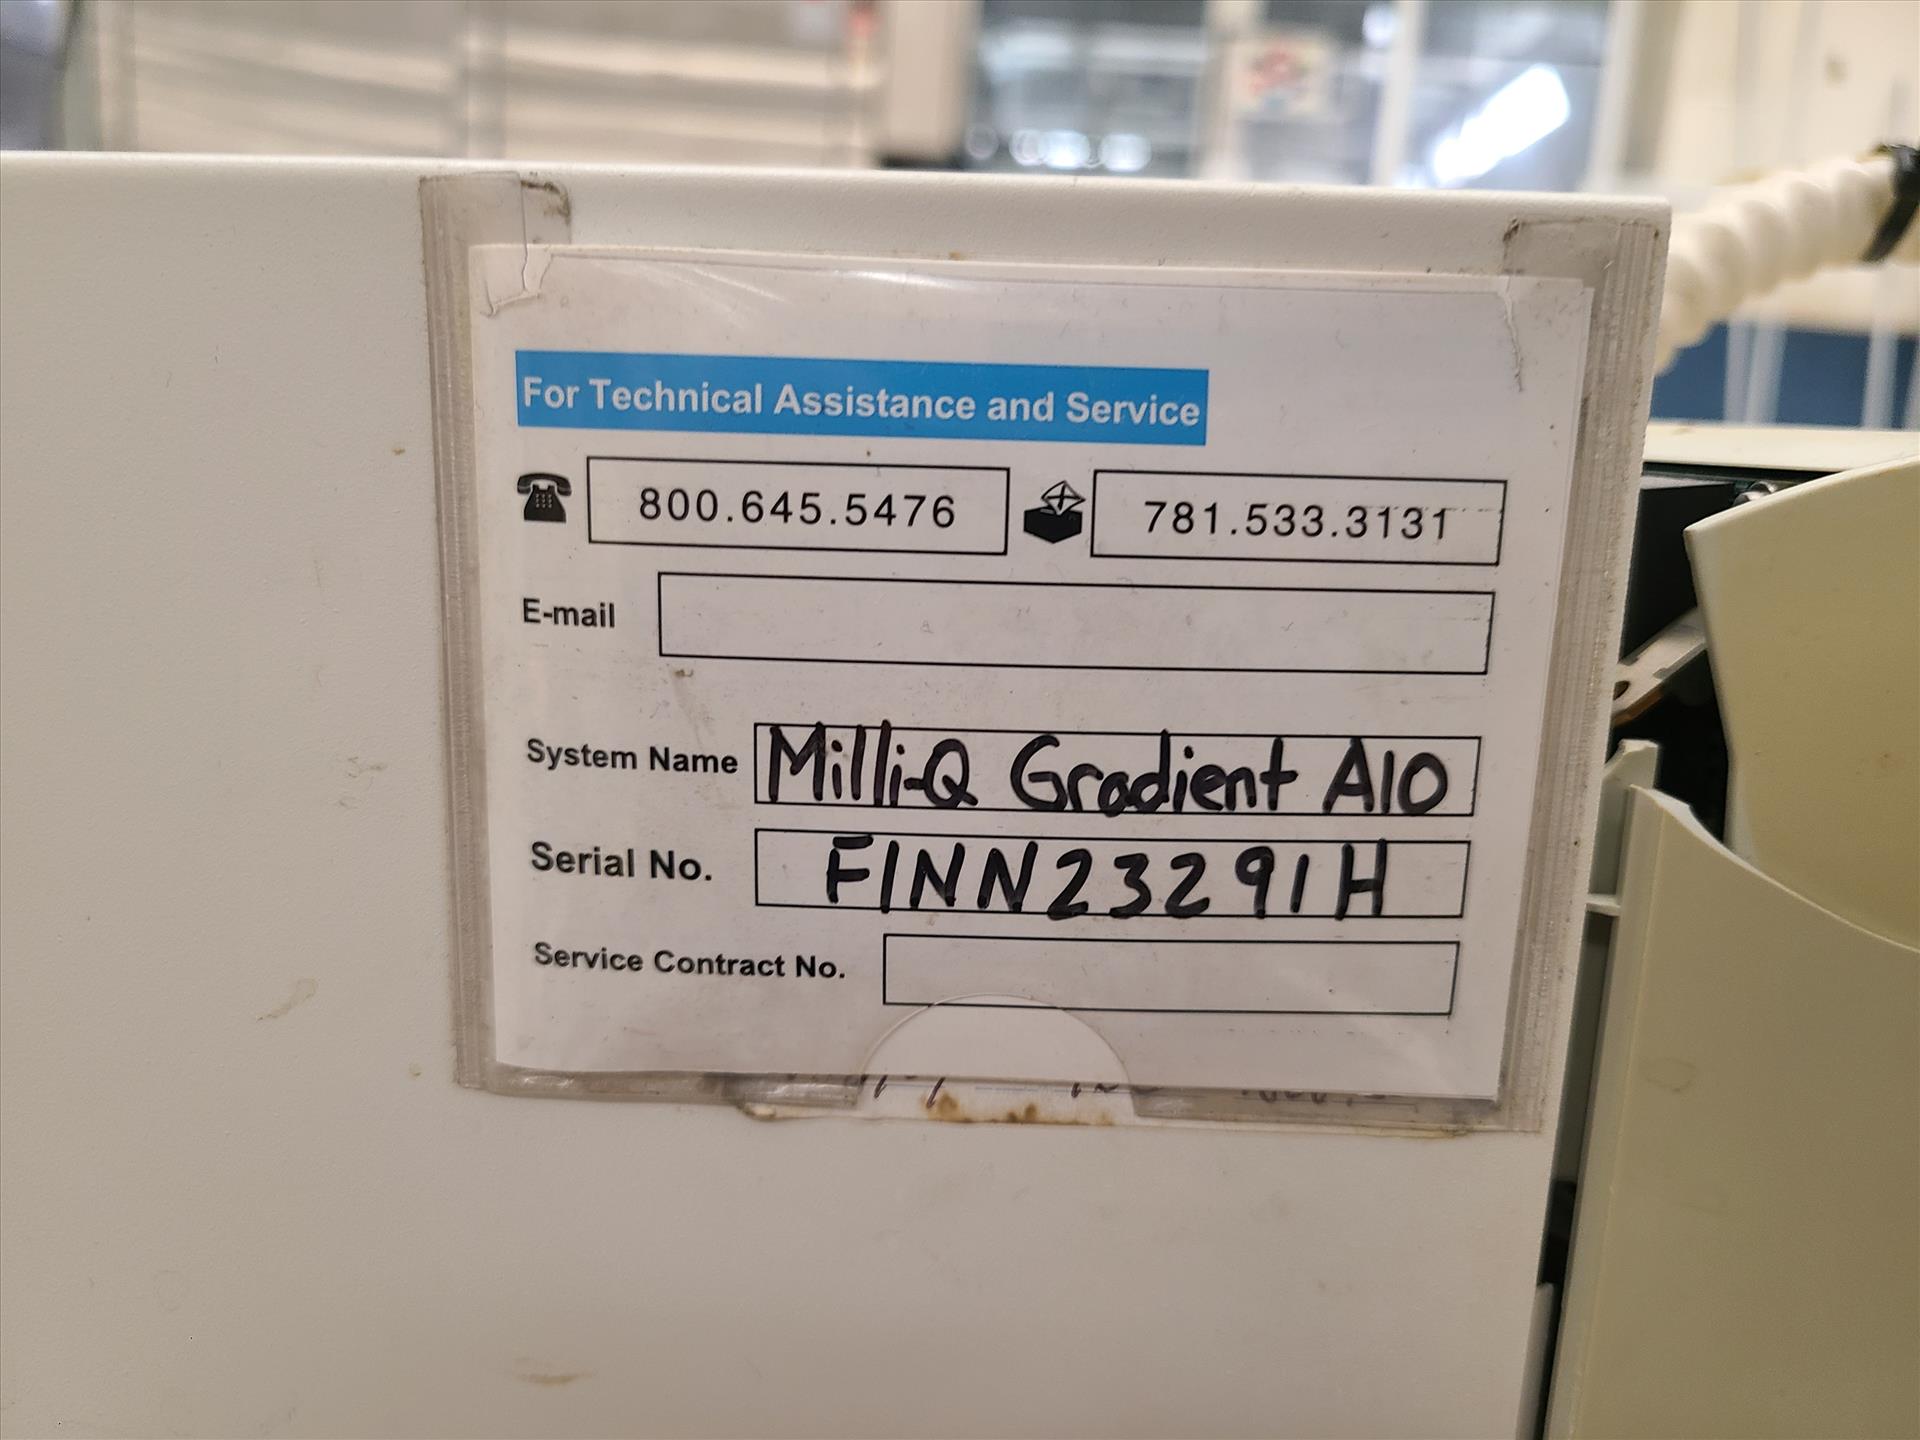 For Technical Assistance and Service
800.645.5476 781.533.3131
E-mail
System Name Milli-Q Gradient A10
Serial No. F1NN23291H
Service Contract No.